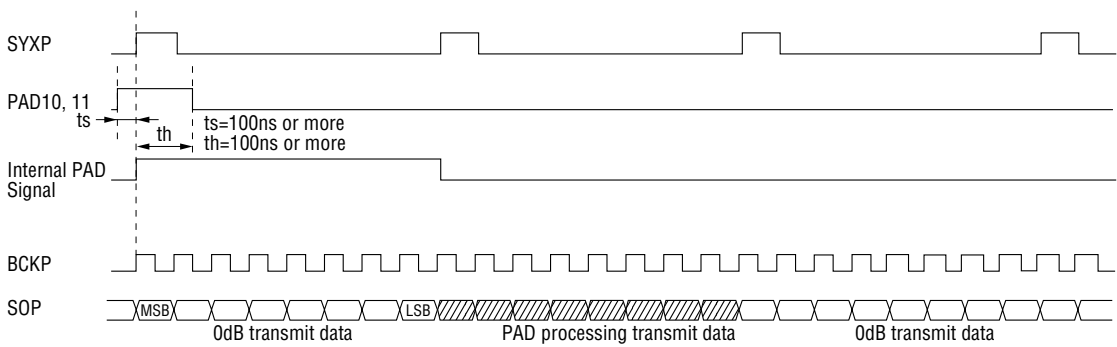 SYXP
PAD10, 11
ts
th
ts=100ns or more
th=100ns or more
Internal PAD
Signal
BCKP
SOP
MSB
LSB
0dB transmit data
PAD processing transmit data
0dB transmit data